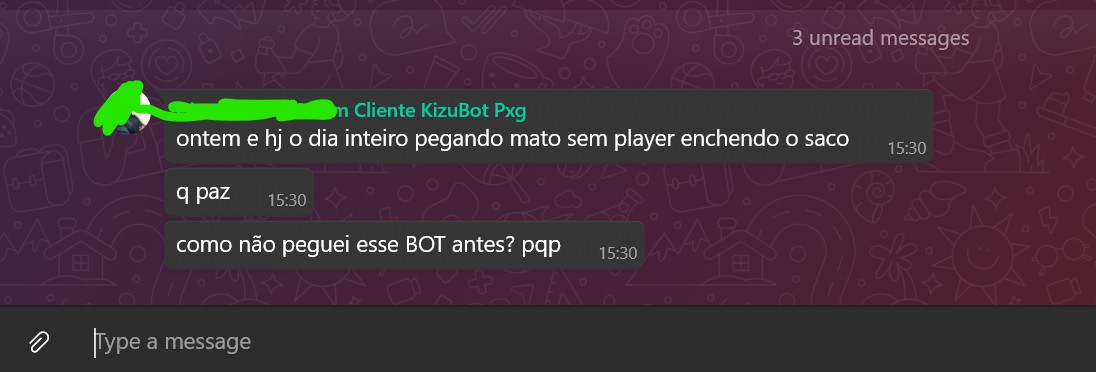 3 unread messages
Cliente KizuBot Pxg
ontem e hj o dia inteiro pegando mato sem player enchendo o saco
15:30
q paz
15:30
como não peguei esse BOT antes? pqp
15:30
Type a message